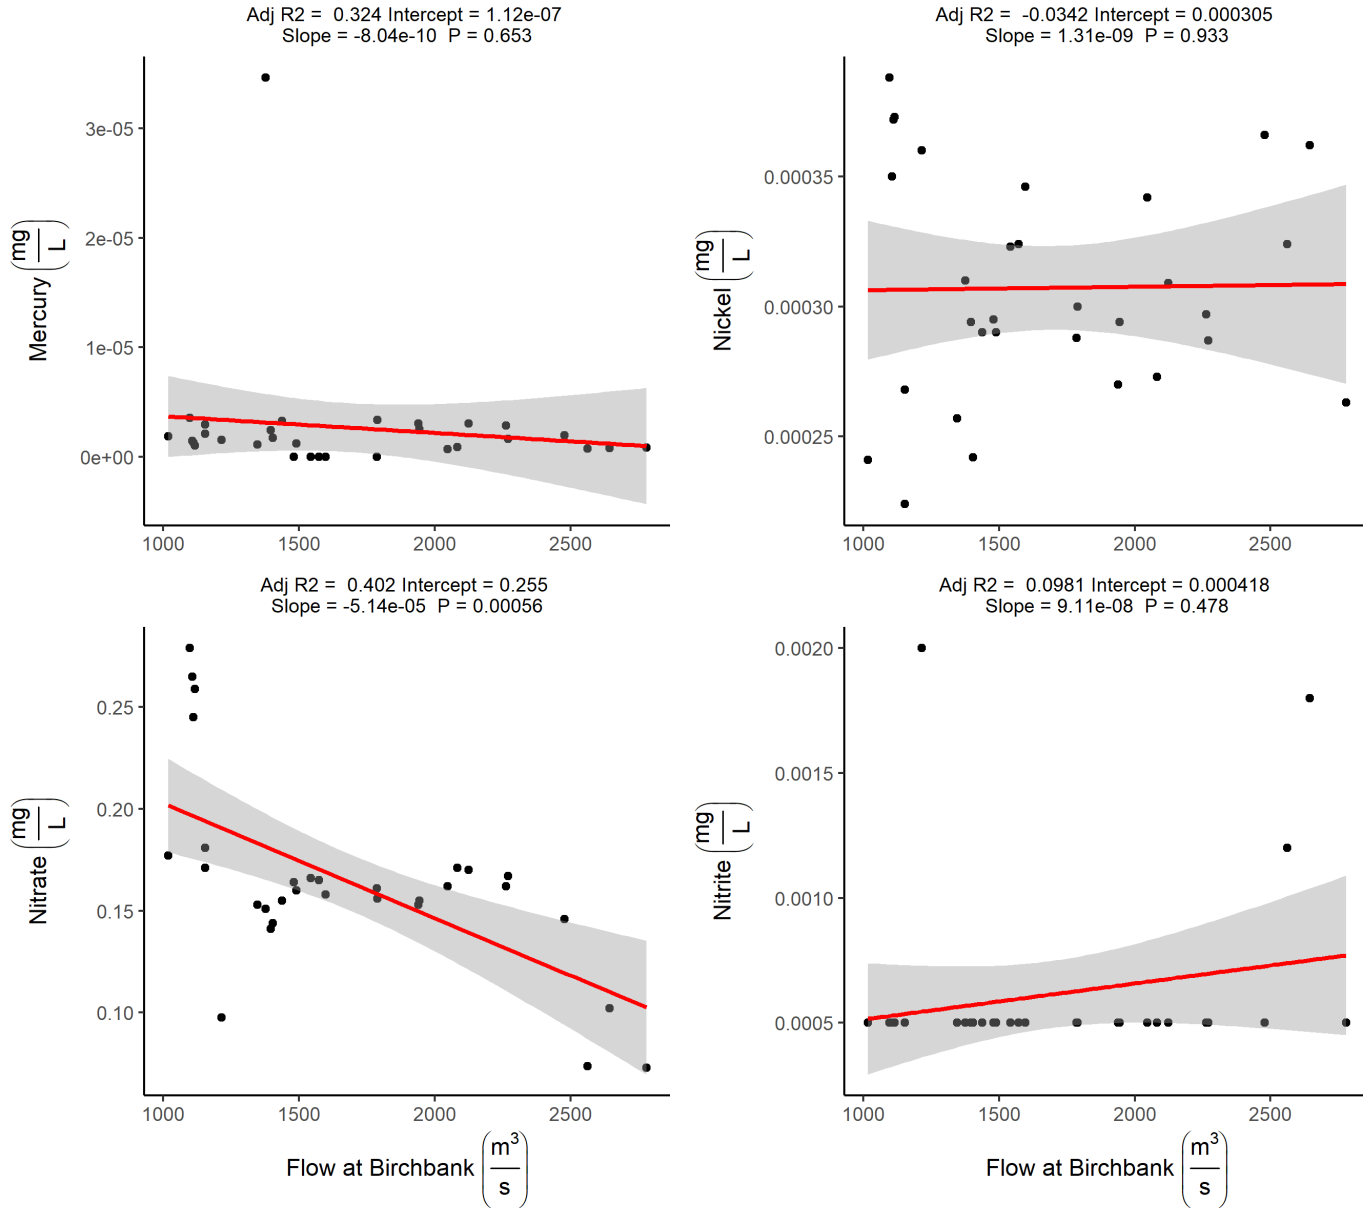 Adj R2 =  0.324 Intercept = 1.12e-07
Slope = -8.04e-10  P = 0.653
Mercury (mg/L)
3e-05
2e-05
1e-05
0e+00
1000 1500 2000 2500
Adj R2 =  -0.0342 Intercept = 0.000305
Slope = 1.31e-09  P = 0.933
Nickel (mg/L)
0.00035
0.00030
0.00025
1000 1500 2000 2500
Adj R2 =  0.402 Intercept = 0.255
Slope = -5.14e-05  P = 0.00056
Nitrate (mg/L)
0.25
0.20
0.15
0.10
1000 1500 2000 2500
Flow at Birchbank (m³/s)
Adj R2 =  0.0981 Intercept = 0.000418
Slope = 9.11e-08  P = 0.478
Nitrite (mg/L)
0.0020
0.0015
0.0010
0.0005
1000 1500 2000 2500
Flow at Birchbank (m³/s)